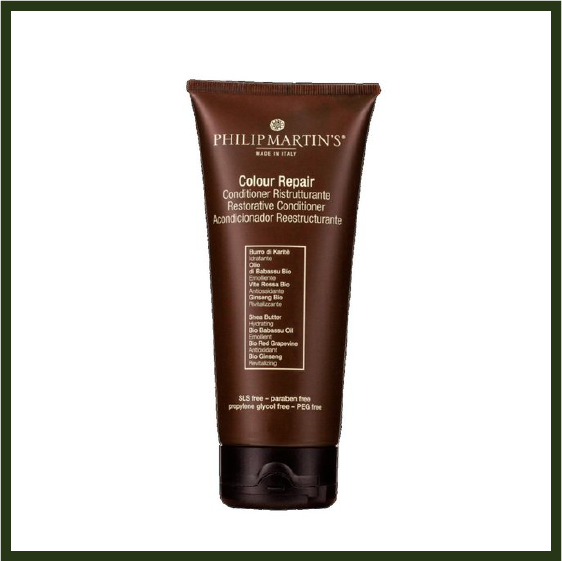 PHILIP MARTIN'S®
MADE IN ITALY
Colour Repair
Conditioner Ristrutturante
Restorative Conditioner
Acondicionador Reestructurante
Burro di Karité
Idratante
Olio
di Babassu Bio
Emolliente
Vite Rossa Bio
Antiossidante
Ginseng Bio
Rivitalizzante
Shea Butter
Hydrating
Bio Babassu Oil
Emollient
Bio Red Grapevine
Antioxidant
Bio Ginseng
Revitalizing
SLS free – paraben free
propylene glycol free – PEG free